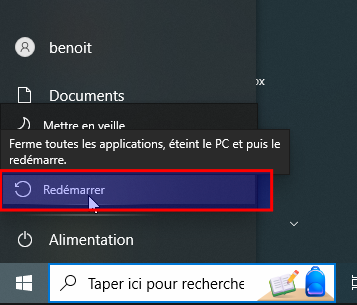 benoit
ox
Documents
Mettre en veille
Ferme toutes les applications, éteint le PC et puis le
redémarre.
Redémarrer
Alimentation
Taper ici pour recherche